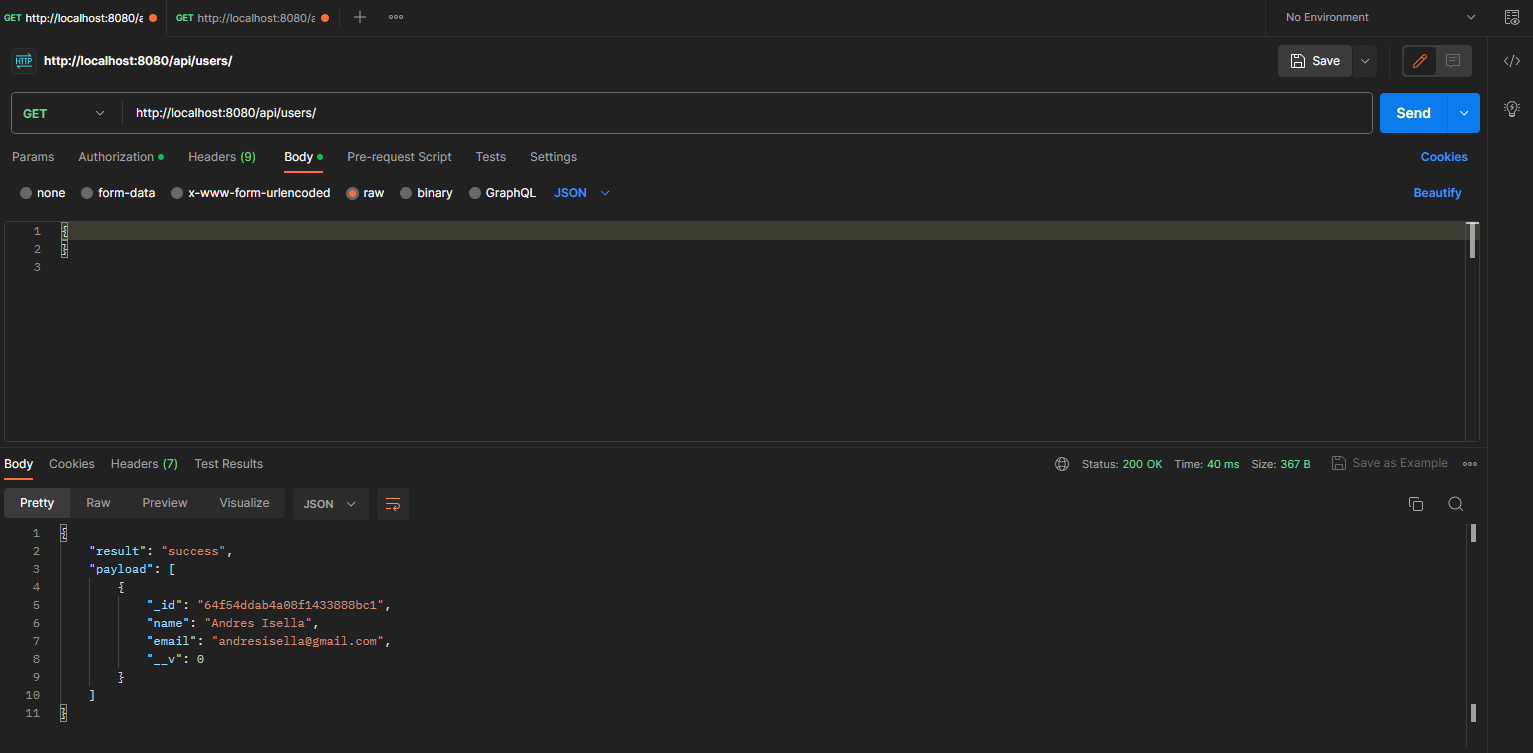 GET http://localhost:8080/a GET http://localhost:8080/a No Environment
HTTP http://localhost:8080/api/users/ Save
GET http://localhost:8080/api/users/ Send
Params Authorization Headers (9) Body Pre-request Script Tests Settings Cookies
none form-data x-www-form-urlencoded raw binary GraphQL JSON Beautify
1 {
2 }
3
Body Cookies Headers (7) Test Results Status: 200 OK Time: 40 ms Size: 367 B Save as Example
Pretty Raw Preview Visualize JSON
1 {
2 "result": "success",
3 "payload": [
4 {
5 "_id": "64f54ddab4a08f1433888bc1",
6 "name": "Andres Isella",
7 "email": "andresisella@gmail.com",
8 "__v": 0
9 }
10 ]
11 }